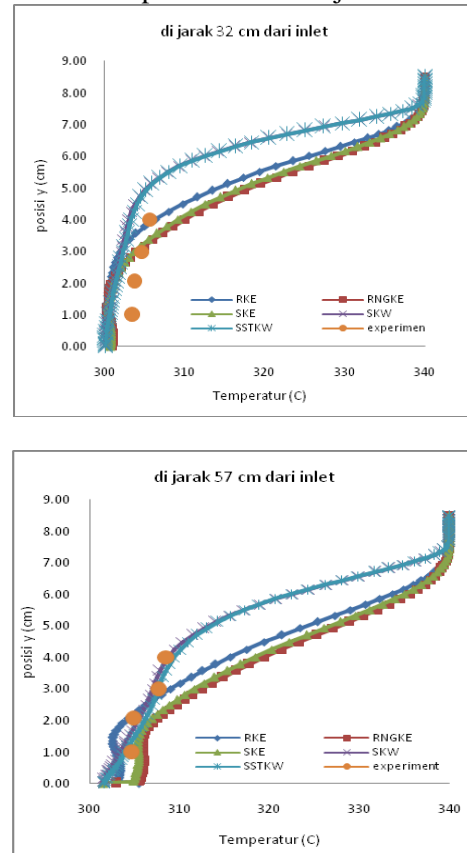 di jarak 32 cm dari inlet
9.00
8.00
7.00
6.00
5.00
4.00
3.00
2.00
1.00
0.00
posisi y (cm)
RKE
RNGKE
SKE
SKW
SSTKW
experimen
300
310
320
330
340
Temperatur (C)
di jarak 57 cm dari inlet
9.00
8.00
7.00
6.00
5.00
4.00
3.00
2.00
1.00
0.00
posisi y (cm)
RKE
RNGKE
SKE
SKW
SSTKW
experiment
300
310
320
330
340
Temperatur (C)